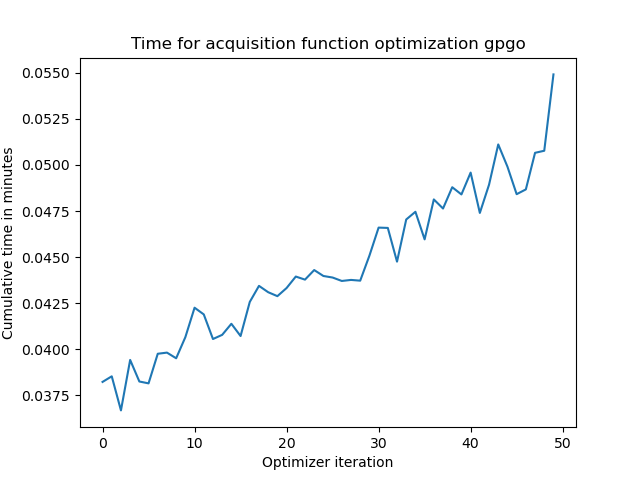 Time for acquisition function optimization gpgo
Cumulative time in minutes
0.0550
0.0525
0.0500
0.0475
0.0450
0.0425
0.0400
0.0375
0 10 20 30 40 50
Optimizer iteration